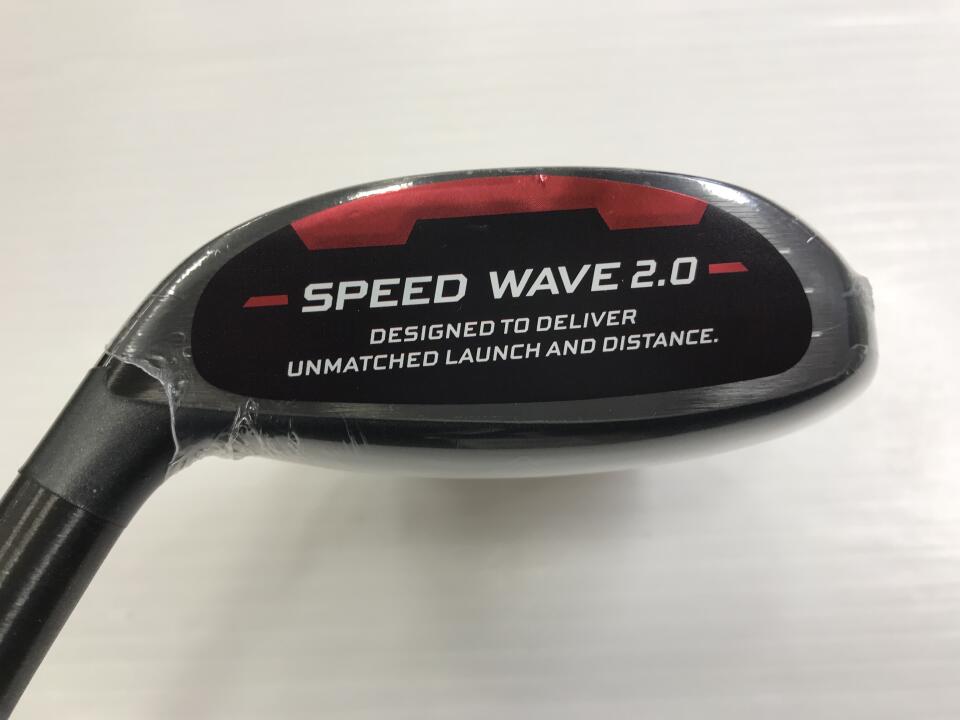 SPEED WAVE 2.0
DESIGNED TO DELIVER
UNMATCHED LAUNCH AND DISTANCE.